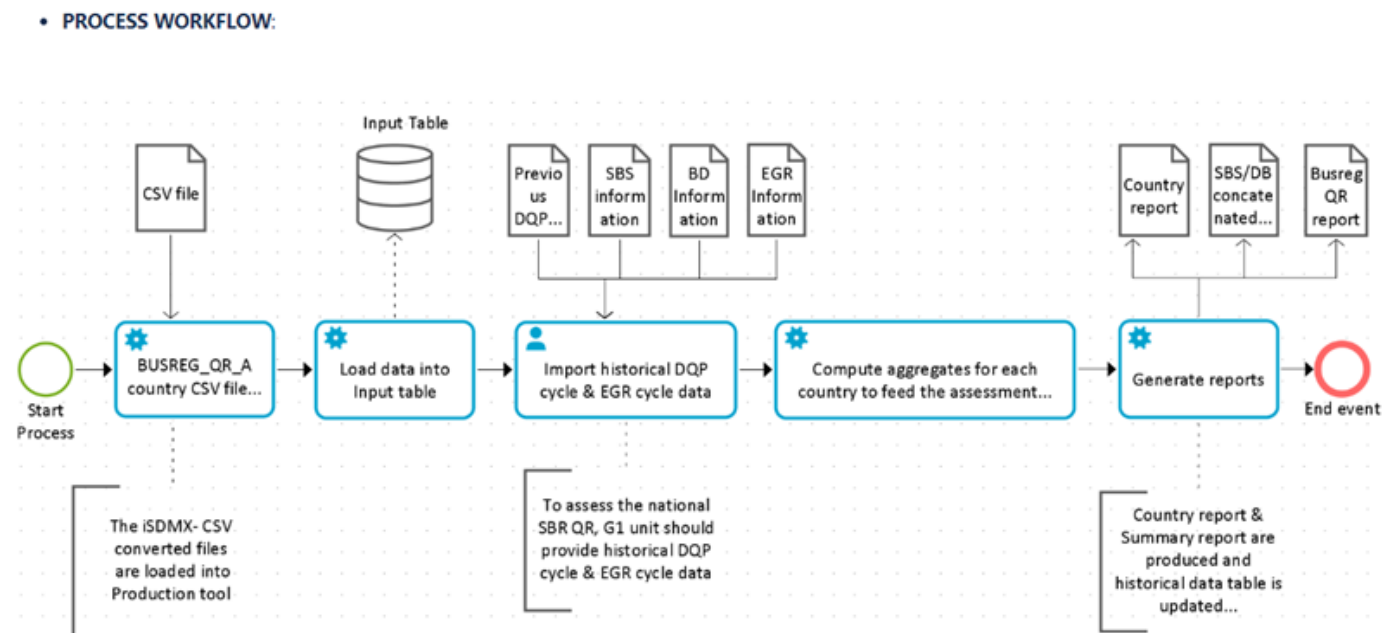 • PROCESS WORKFLOW:
Input Table
CSV file
Previo
us
DQP...
SBS
inform
ation
BD
Inform
ation
EGR
Inform
ation
Country
report
SBS/DB
concate
nated...
Busreg
QR
report
Start
Process
BUSREG_QR_A
country CSV file...
Load data into
Input table
Import historical DQP
cycle & EGR cycle data
Compute aggregates for each
country to feed the assessment...
Generate reports
End event
The iSDMX- CSV
converted files
are loaded into
Production tool
To assess the national
SBR QR, G1 unit should
provide historical DQP
cycle & EGR cycle data
Country report &
Summary report are
produced and
historical data table is
updated...